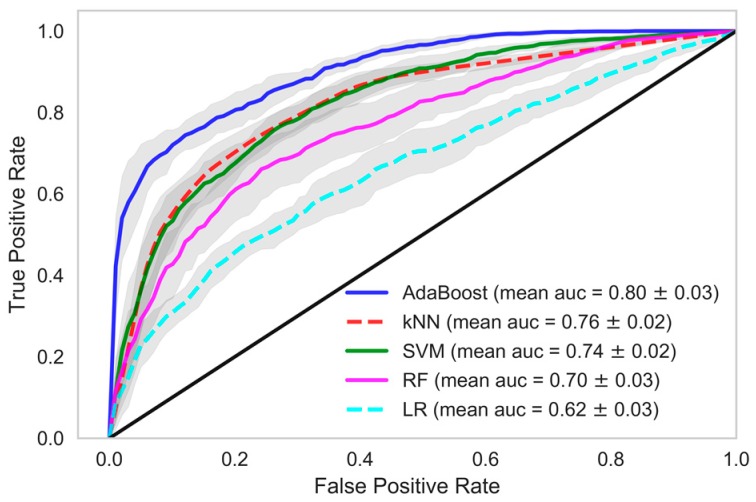 1.0
0.8
0.6
0.4
0.2
0.0
True Positive Rate
AdaBoost (mean auc = 0.80 ± 0.03)
kNN (mean auc = 0.76 ± 0.02)
SVM (mean auc = 0.74 ± 0.02)
RF (mean auc = 0.70 ± 0.03)
LR (mean auc = 0.62 ± 0.03)
0.0 0.2 0.4 0.6 0.8 1.0
False Positive Rate